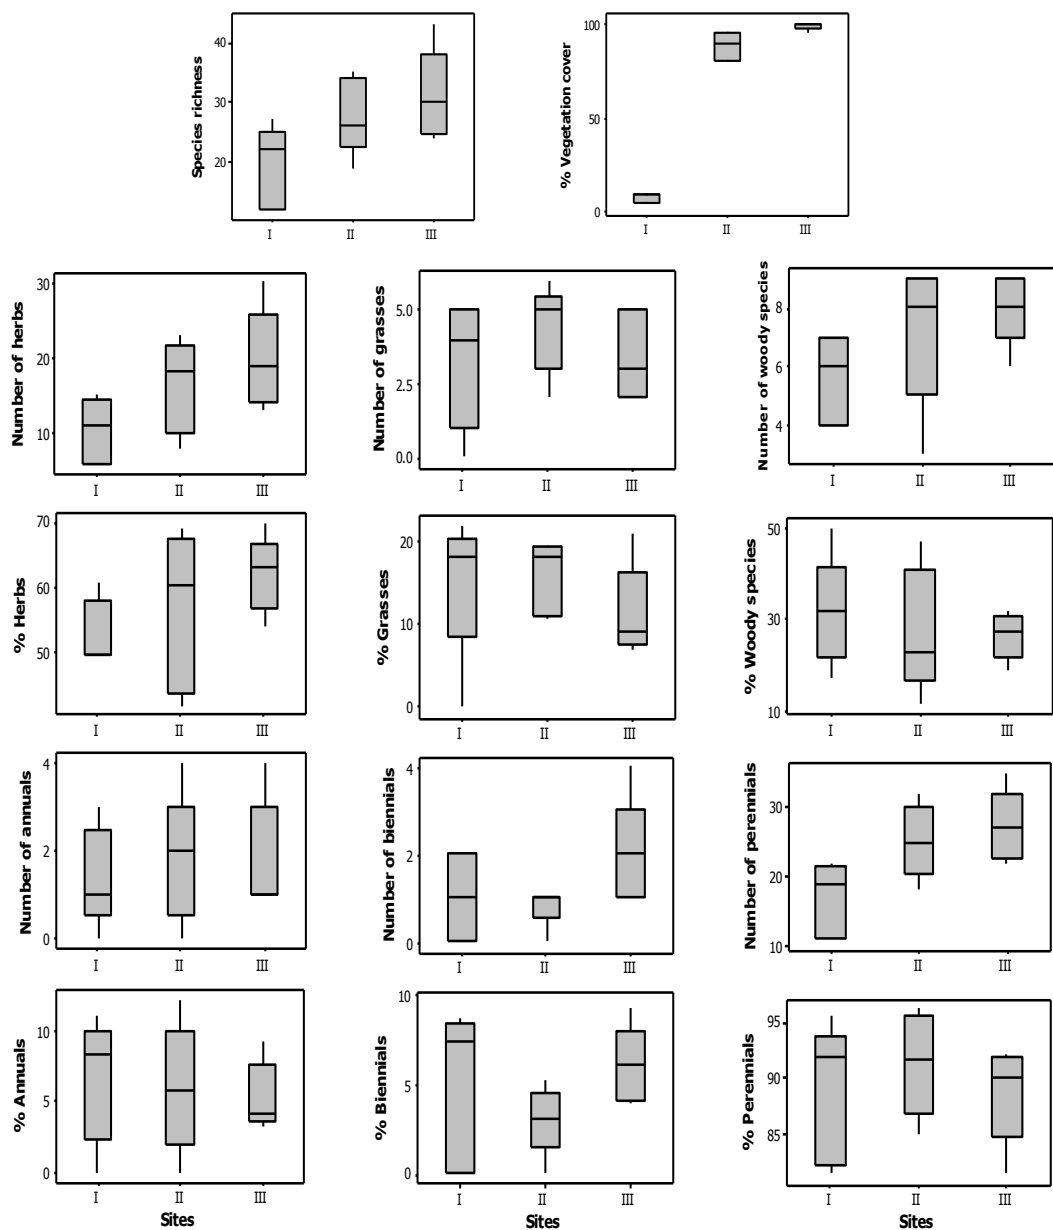 Species richness
40
30
20
I II III
% Vegetation cover
100
50
0
I II III
Number of herbs
30
20
10
I II III
Number of grasses
5.0
2.5
0.0
I II III
Number of woody species
8
6
4
I II III
% Herbs
70
60
50
I II III
% Grasses
20
10
0
I II III
% Woody species
50
30
10
I II III
Number of annuals
4
2
0
I II III
Number of biennials
4
2
0
I II III
Number of perennials
30
20
10
I II III
% Annuals
10
5
0
I II III
Sites
% Biennials
10
5
0
I II III
% Perennials
95
90
85
I II III
Sites